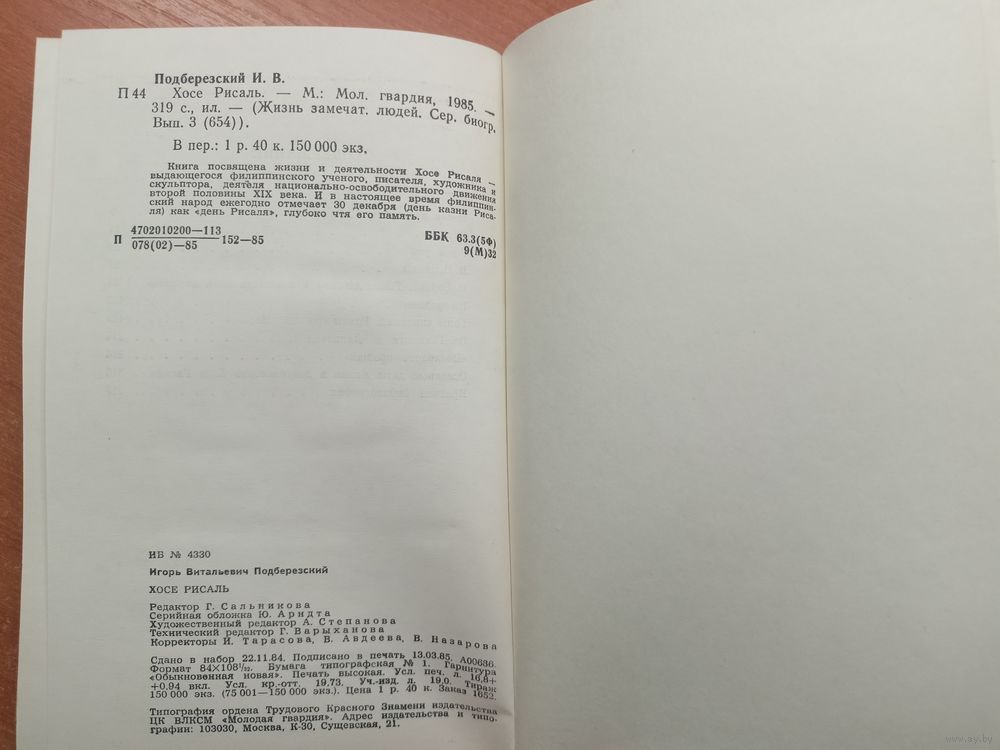 Подберезский И. В.
П 44 Хосе Рисаль. — М.: Мол. гвардия, 1985. —
319 с., ил. — (Жизнь замечат. людей. Сер. биогр.
Вып. 3 (654)).
В пер.: 1 р. 40 к. 150 000 экз.
Книга посвящена жизни и деятельности Хосе Рисаля —
выдающегося филиппинского ученого, писателя, художника и
скульптора, деятеля национально-освободительного движения
второй половины XIX века. И в настоящее время филиппин-
ский народ ежегодно отмечает 30 декабря (день казни Риса-
ля) как «день Рисаля», глубоко чтя его память.
П 4702010200—113
078(02)—85 152—85
ББК 63.3(5Ф)
9(М)32
ИБ № 4330
Игорь Витальевич Подберезский
ХОСЕ РИСАЛЬ
Редактор Г. Сальникова
Серийная обложка Ю. Арндта
Художественный редактор А. Степанова
Технический редактор Г. Варыханова
Корректоры И. Тарасова, В. Авдеева, В. Назарова
Сдано в набор 22.11.84. Подписано в печать 13.03.85. А00636.
Формат 84×108¹/₃₂. Бумага типографская № 1. Гарнитура
«Обыкновенная новая». Печать высокая. Усл. печ. л. 16,8+
+0,94 вкл. Усл. кр.-отт. 19,73. Уч.-изд. л. 19,0. Тираж
150 000 экз. (75 001—150 000 экз.). Цена 1 р. 40 к. Заказ 1652.
Типография ордена Трудового Красного Знамени издательства
ЦК ВЛКСМ «Молодая гвардия». Адрес издательства и типо-
графии: 103030, Москва, К-30, Сущевская, 21.
www.ay.by